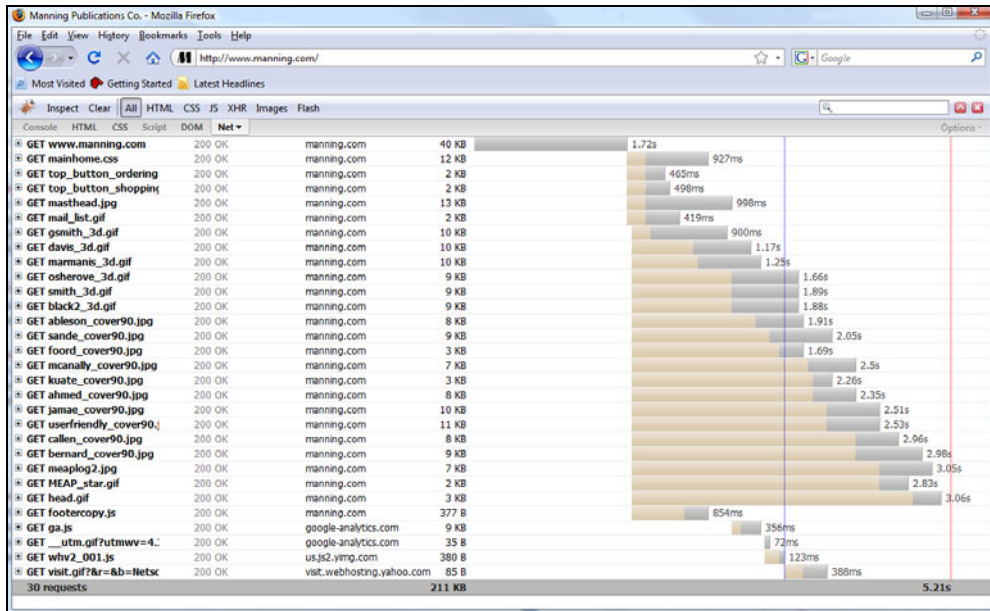 Manning Publications Co. - Mozilla Firefox
File Edit View History Bookmarks Tools Help
http://www.manning.com/ Google
Most Visited Getting Started Latest Headlines
Inspect Clear All HTML CSS JS XHR Images Flash
Console HTML CSS Script DOM Net Options
GET www.manning.com 200 OK manning.com 40 KB 1.72s
GET mainhome.css 200 OK manning.com 12 KB 927ms
GET top_button_ordering 200 OK manning.com 2 KB 465ms
GET top_button_shopping 200 OK manning.com 2 KB 498ms
GET masthead.jpg 200 OK manning.com 13 KB 998ms
GET mail_list.gif 200 OK manning.com 2 KB 419ms
GET gsmith_3d.gif 200 OK manning.com 10 KB 900ms
GET davis_3d.gif 200 OK manning.com 10 KB 1.17s
GET marmanis_3d.gif 200 OK manning.com 10 KB 1.25s
GET osherove_3d.gif 200 OK manning.com 9 KB 1.66s
GET smith_3d.gif 200 OK manning.com 9 KB 1.89s
GET black2_3d.gif 200 OK manning.com 9 KB 1.88s
GET ableson_cover90.jpg 200 OK manning.com 8 KB 1.91s
GET sande_cover90.jpg 200 OK manning.com 9 KB 2.05s
GET foord_cover90.jpg 200 OK manning.com 3 KB 1.69s
GET mcanally_cover90.jpg 200 OK manning.com 7 KB 2.5s
GET kuate_cover90.jpg 200 OK manning.com 3 KB 2.26s
GET ahmed_cover90.jpg 200 OK manning.com 8 KB 2.35s
GET jamae_cover90.jpg 200 OK manning.com 10 KB 2.51s
GET userfriendly_cover90.j 200 OK manning.com 11 KB 2.53s
GET callen_cover90.jpg 200 OK manning.com 8 KB 2.96s
GET bernard_cover90.jpg 200 OK manning.com 9 KB 2.98s
GET meaplog2.jpg 200 OK manning.com 7 KB 3.05s
GET MEAP_star.gif 200 OK manning.com 2 KB 2.83s
GET head.gif 200 OK manning.com 3 KB 3.06s
GET footercopy.js 200 OK manning.com 377 B 854ms
GET ga.js 200 OK google-analytics.com 9 KB 356ms
GET __utm.gif?utmwv=4.: 200 OK google-analytics.com 35 B 72ms
GET whv2_001.js 200 OK us.js2.yimg.com 380 B 123ms
GET visit.gif?&r=&b=Netsc 200 OK visit.webhosting.yahoo.com 85 B 388ms
30 requests 211 KB 5.21s